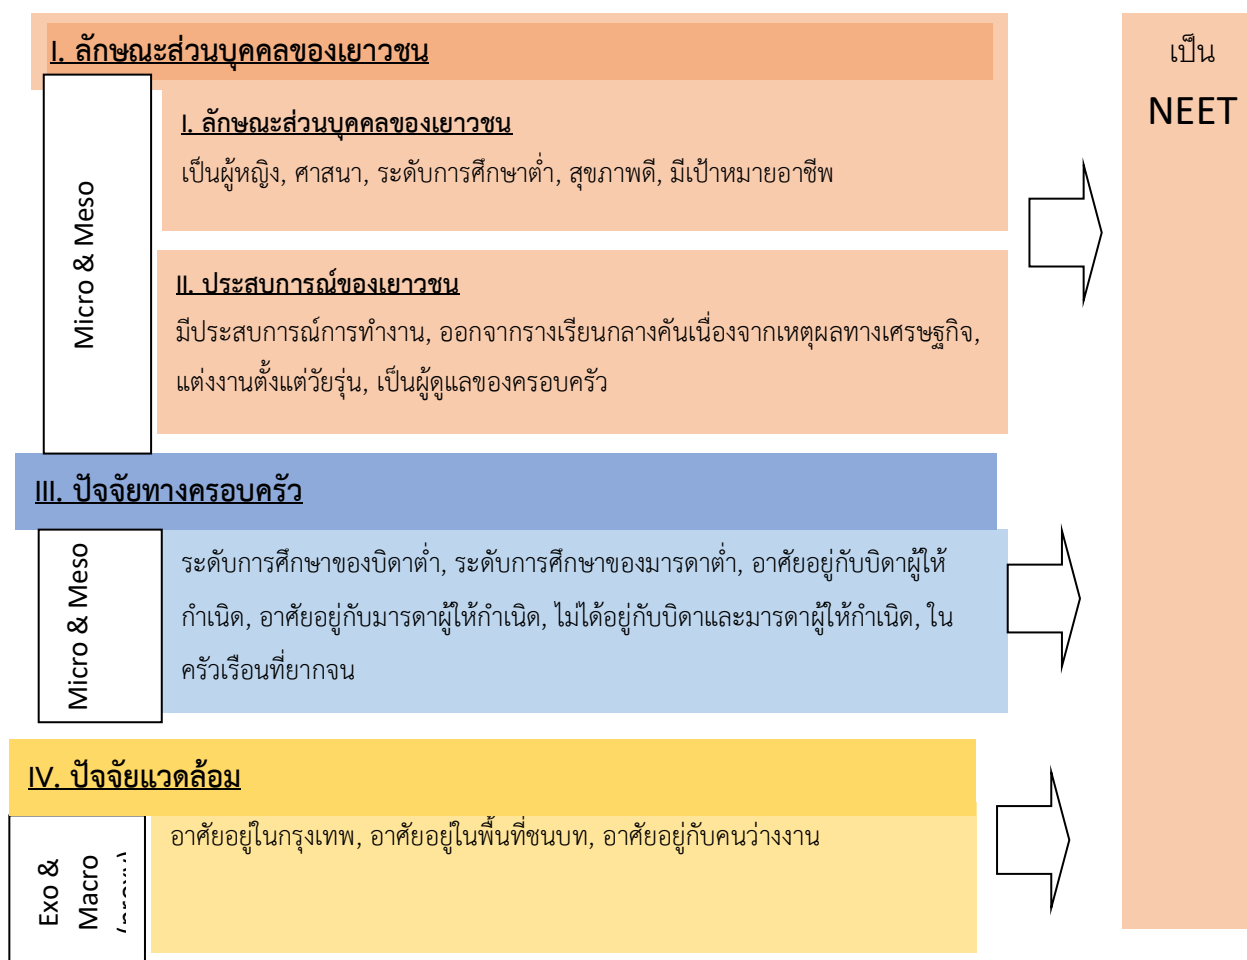 I. ลักษณะส่วนบุคคลของเยาวชน
Micro & Meso
I. ลักษณะส่วนบุคคลของเยาวชน
เป็นผู้หญิง, ศาสนา, ระดับการศึกษาต่ำ, สุขภาพดี, มีเป้าหมายอาชีพ
II. ประสบการณ์ของเยาวชน
มีประสบการณ์การทำงาน, ออกจากรางเรียนกลางคันเนื่องจากเหตุผลทางเศรษฐกิจ,
แต่งงานตั้งแต่วัยรุ่น, เป็นผู้ดูแลของครอบครัว
III. ปัจจัยทางครอบครัว
Micro & Meso
ระดับการศึกษาของบิดาต่ำ, ระดับการศึกษาของมารดาต่ำ, อาศัยอยู่กับบิดาผู้ให้
กำเนิด, อาศัยอยู่กับมารดาผู้ให้กำเนิด, ไม่ได้อยู่กับบิดาและมารดาผู้ให้กำเนิด, ใน
ครัวเรือนที่ยากจน
IV. ปัจจัยแวดล้อม
Exo &
Macro
อาศัยอยู่ในกรุงเทพ, อาศัยอยู่ในพื้นที่ชนบท, อาศัยอยู่กับคนว่างงาน
เป็น
NEET